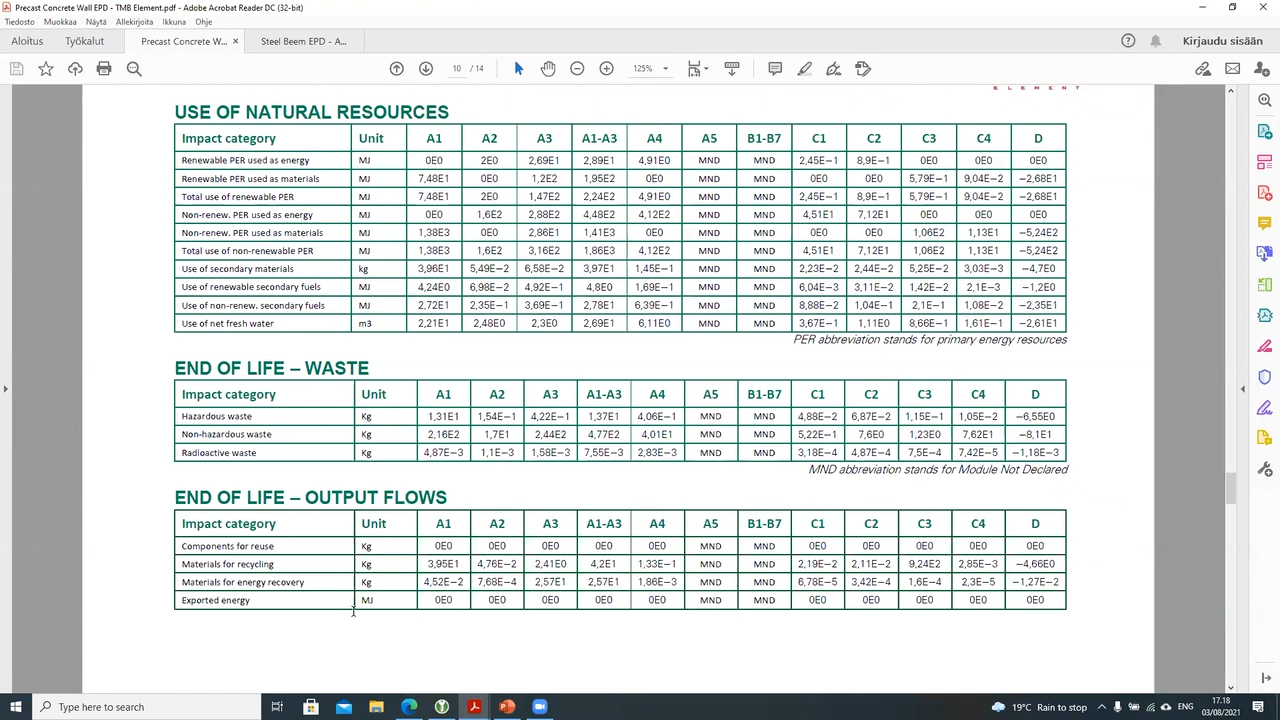 Precast Concrete Wall EPD - TMB Element.pdf - Adobe Acrobat Reader DC (32-bit)
Tiedosto Muokkaa Näytä Allekirjoita Ikkuna Ohje
Aloitus Työkalut Precast Concrete W... × Steel Beem EPD - A... Kirjaudu sisään
10 / 14 125%
ELEMENT
USE OF NATURAL RESOURCES
Impact category Unit A1 A2 A3 A1-A3 A4 A5 B1-B7 C1 C2 C3 C4 D
Renewable PER used as energy MJ 0E0 2E0 2,69E1 2,89E1 4,91E0 MND MND 2,45E−1 8,9E−1 0E0 0E0 0E0
Renewable PER used as materials MJ 7,48E1 0E0 1,2E2 1,95E2 0E0 MND MND 0E0 0E0 5,79E−1 9,04E−2 −2,68E1
Total use of renewable PER MJ 7,48E1 2E0 1,47E2 2,24E2 4,91E0 MND MND 2,45E−1 8,9E−1 5,79E−1 9,04E−2 −2,68E1
Non-renew. PER used as energy MJ 0E0 1,6E2 2,88E2 4,48E2 4,12E2 MND MND 4,51E1 7,12E1 0E0 0E0 0E0
Non-renew. PER used as materials MJ 1,38E3 0E0 2,86E1 1,41E3 0E0 MND MND 0E0 0E0 1,06E2 1,13E1 −5,24E2
Total use of non-renewable PER MJ 1,38E3 1,6E2 3,16E2 1,86E3 4,12E2 MND MND 4,51E1 7,12E1 1,06E2 1,13E1 −5,24E2
Use of secondary materials kg 3,96E1 5,49E−2 6,58E−2 3,97E1 1,45E−1 MND MND 2,23E−2 2,44E−2 5,25E−2 3,03E−3 −4,7E0
Use of renewable secondary fuels MJ 4,24E0 6,98E−2 4,92E−1 4,8E0 1,69E−1 MND MND 6,04E−3 3,11E−2 1,42E−2 2,1E−3 −1,2E0
Use of non-renew. secondary fuels MJ 2,72E1 2,35E−1 3,69E−1 2,78E1 6,39E−1 MND MND 8,88E−2 1,04E−1 2,1E−1 1,08E−2 −2,35E1
Use of net fresh water m3 2,21E1 2,48E0 2,3E0 2,69E1 6,11E0 MND MND 3,67E−1 1,11E0 8,66E−1 1,61E−1 −2,61E1
PER abbreviation stands for primary energy resources
END OF LIFE – WASTE
Impact category Unit A1 A2 A3 A1-A3 A4 A5 B1-B7 C1 C2 C3 C4 D
Hazardous waste Kg 1,31E1 1,54E−1 4,22E−1 1,37E1 4,06E−1 MND MND 4,88E−2 6,87E−2 1,15E−1 1,05E−2 −6,55E0
Non-hazardous waste Kg 2,16E2 1,7E1 2,44E2 4,77E2 4,01E1 MND MND 5,22E−1 7,6E0 1,23E0 7,62E1 −8,1E1
Radioactive waste Kg 4,87E−3 1,1E−3 1,58E−3 7,55E−3 2,83E−3 MND MND 3,18E−4 4,87E−4 7,5E−4 7,42E−5 −1,18E−3
MND abbreviation stands for Module Not Declared
END OF LIFE – OUTPUT FLOWS
Impact category Unit A1 A2 A3 A1-A3 A4 A5 B1-B7 C1 C2 C3 C4 D
Components for reuse Kg 0E0 0E0 0E0 0E0 0E0 MND MND 0E0 0E0 0E0 0E0 0E0
Materials for recycling Kg 3,95E1 4,76E−2 2,41E0 4,2E1 1,33E−1 MND MND 2,19E−2 2,11E−2 9,24E2 2,85E−3 −4,66E0
Materials for energy recovery Kg 4,52E−2 7,68E−4 2,57E1 2,57E1 1,86E−3 MND MND 6,78E−5 3,42E−4 1,6E−4 2,3E−5 −1,27E−2
Exported energy MJ 0E0 0E0 0E0 0E0 0E0 MND MND 0E0 0E0 0E0 0E0 0E0
Type here to search 19°C Rain to stop ENG 17.18
03/08/2021